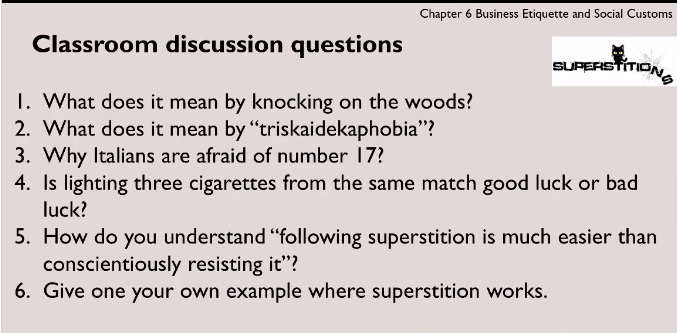 Chapter 6 Business Etiquette and Social Customs
Classroom discussion questions
SUPERSTITIONS
1. What does it mean by knocking on the woods?
2. What does it mean by “triskaidekaphobia”?
3. Why Italians are afraid of number 17?
4. Is lighting three cigarettes from the same match good luck or bad
luck?
5. How do you understand “following superstition is much easier than
conscientiously resisting it”?
6. Give one your own example where superstition works.